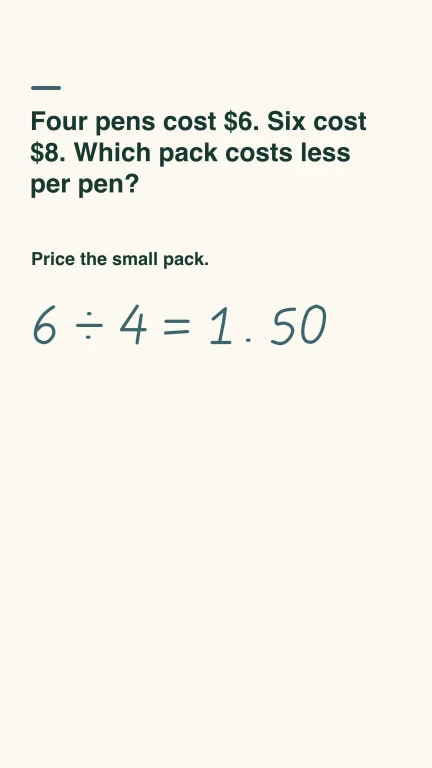 Four pens cost $6. Six cost
$8. Which pack costs less
per pen?
Price the small pack.
6 ÷ 4 = 1.50